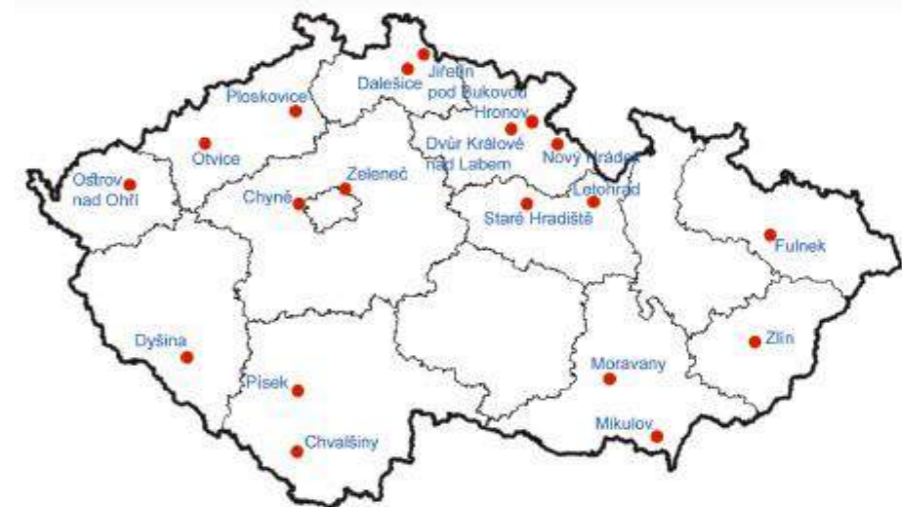 Jiřetín
pod Bukovou
Dalešice
Ploskovice
Hronov
Dvůr Králové
nad Labem
Nový Hrádek
Otvice
Ostrov
nad Ohří
Zeleneč
Chyně
Letohrad
Staré Hradiště
Fulnek
Dyšina
Zlín
Moravany
Písek
Mikulov
Chvalšiny